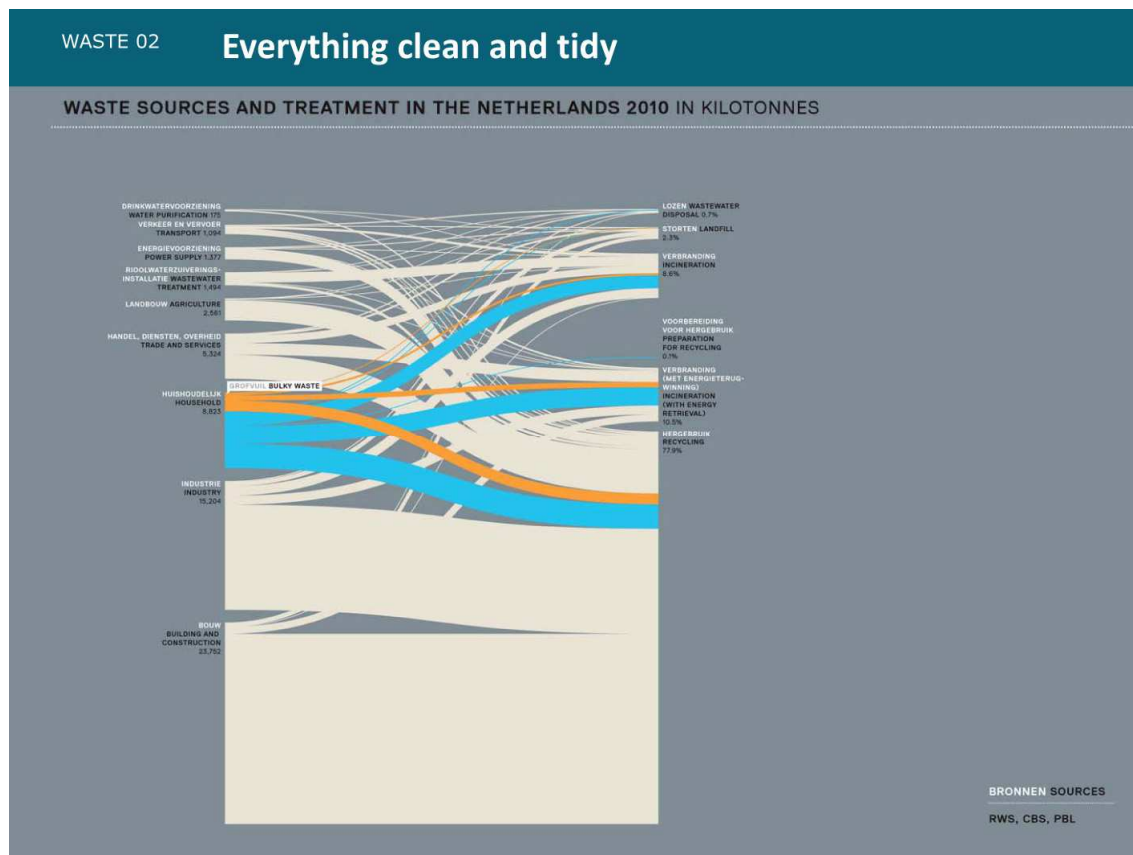 WASTE 02
Everything clean and tidy
WASTE SOURCES AND TREATMENT IN THE NETHERLANDS 2010 IN KILOTONNES
DRINKWATERVOORZIENING
WATER PURIFICATION 175
VERKEER EN VERVOER
TRANSPORT 1,094
ENERGIEVOORZIENING
POWER SUPPLY 1,377
RIOOLWATERZUIVERINGS-
INSTALLATIE WASTEWATER
TREATMENT 1,494
LANDBOUW AGRICULTURE
2,561
HANDEL, DIENSTEN, OVERHEID
TRADE AND SERVICES
5,324
GROFVUIL BULKY WASTE
HUISHOUDELIJK
HOUSEHOLD
8,823
INDUSTRIE
INDUSTRY
15,204
BOUW
BUILDING AND
CONSTRUCTION
23,752
LOZEN WASTEWATER
DISPOSAL 0.7%
STORTEN LANDFILL
2.3%
VERBRANDING
INCINERATION
8.6%
VOORBEREIDING
VOOR HERGEBRUIK
PREPARATION
FOR RECYCLING
0.1%
VERBRANDING
(MET ENERGIETERUG-
WINNING)
INCINERATION
(WITH ENERGY
RETRIEVAL)
10.5%
HERGEBRUIK
RECYCLING
77.9%
BRONNEN SOURCES
RWS, CBS, PBL